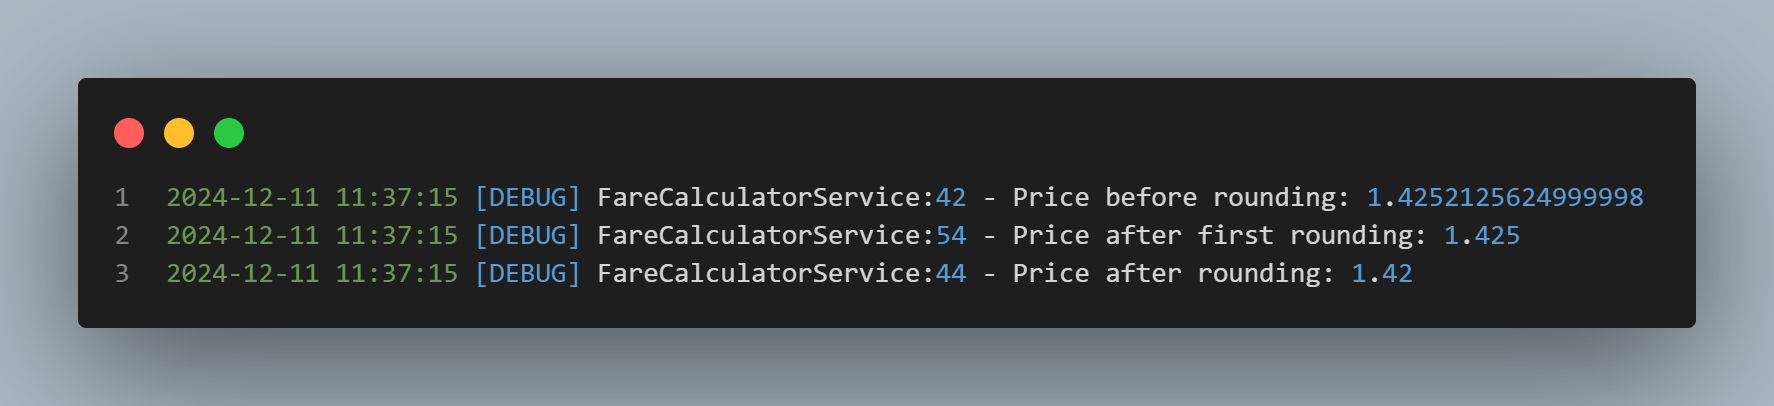 1 2024-12-11 11:37:15 [DEBUG] FareCalculatorService:42 - Price before rounding: 1.4252125624999998
2 2024-12-11 11:37:15 [DEBUG] FareCalculatorService:54 - Price after first rounding: 1.425
3 2024-12-11 11:37:15 [DEBUG] FareCalculatorService:44 - Price after rounding: 1.42